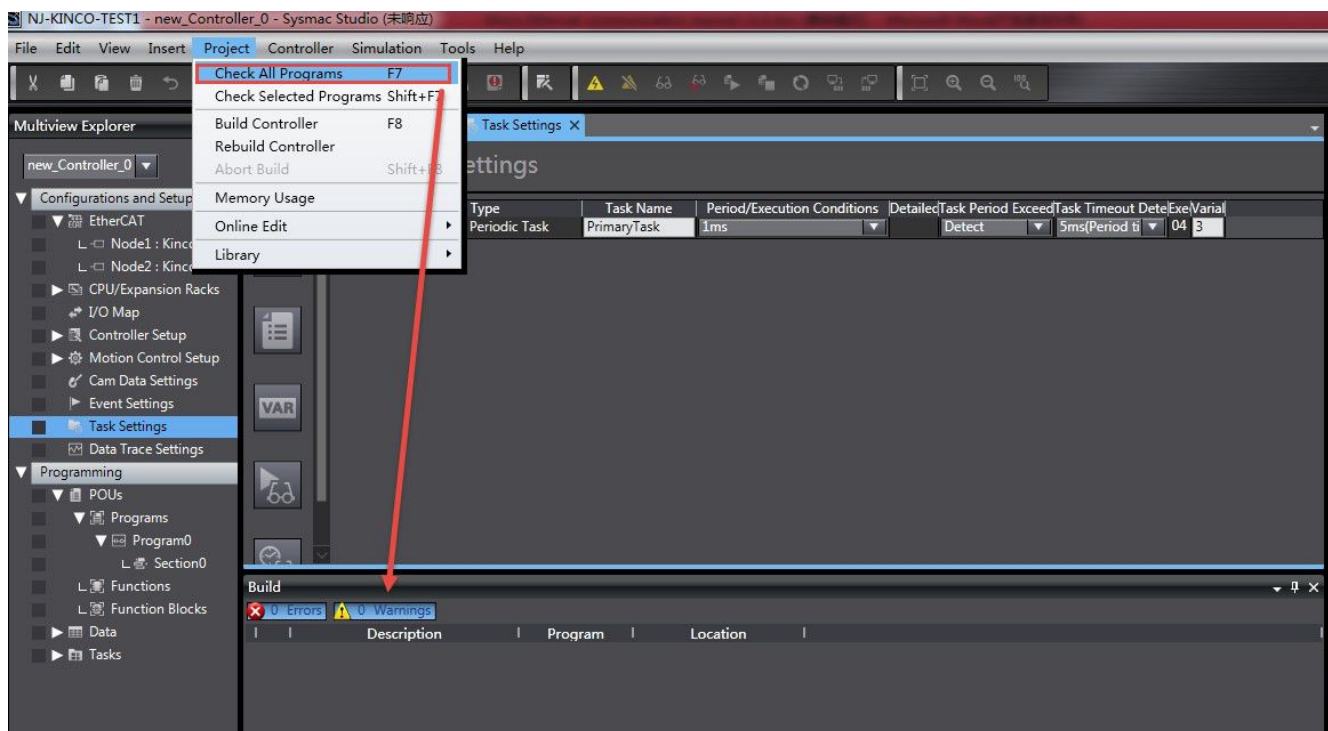 NJ-KINCO-TEST1 - new_Controller_0 - Sysmac Studio (未响应)
File Edit View Insert Project Controller Simulation Tools Help
Check All Programs F7
Check Selected Programs Shift+F7
Build Controller F8
Rebuild Controller
Abort Build Shift+F8
Memory Usage
Online Edit
Library
Multiview Explorer
new_Controller_0
Configurations and Setup
EtherCAT
Node1 : Kinco
Node2 : Kinco
CPU/Expansion Racks
I/O Map
Controller Setup
Motion Control Setup
Cam Data Settings
Event Settings
Task Settings
Data Trace Settings
Programming
POUs
Programs
Program0
Section0
Functions
Function Blocks
Data
Tasks
Task Settings
ettings
VAR
Type Task Name Period/Execution Conditions Detailed Task Period Exceed Task Timeout Dete Exe Varial
Periodic Task PrimaryTask 1ms Detect 5ms(Period ti 04 3
Build
0 Errors 0 Warnings
Description Program Location